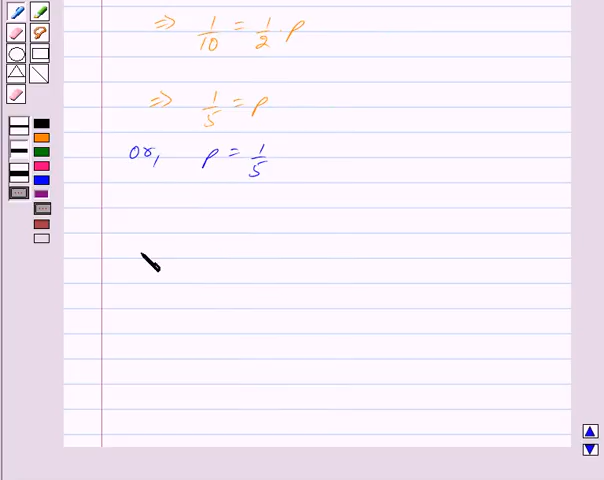 ⇒ 1/10 = 1/2 . p
⇒ 1/5 = p
or, p = 1/5